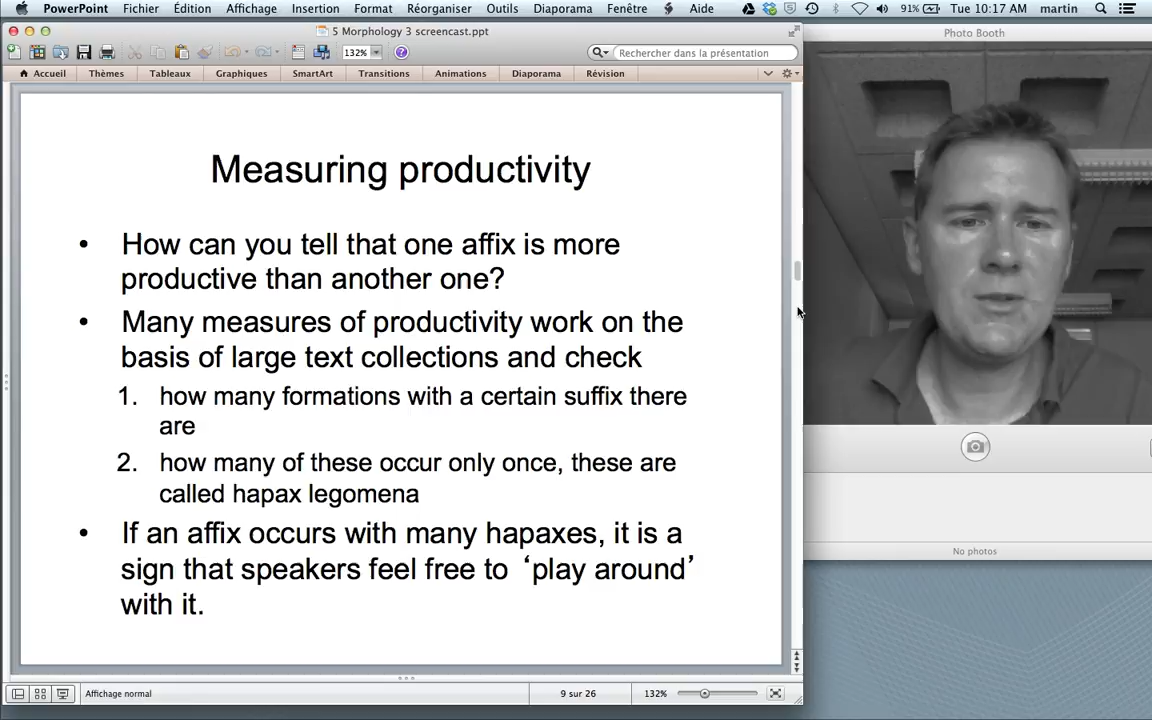 PowerPoint Fichier Édition Affichage Insertion Format Réorganiser Outils Diaporama Fenêtre Aide 91% Tue 10:17 AM martin
5 Morphology 3 screencast.ppt
Photo Booth
132% Rechercher dans la présentation
Accueil Thèmes Tableaux Graphiques SmartArt Transitions Animations Diaporama Révision
Measuring productivity
• How can you tell that one affix is more
productive than another one?
• Many measures of productivity work on the
basis of large text collections and check
1. how many formations with a certain suffix there
are
2. how many of these occur only once, these are
called hapax legomena
• If an affix occurs with many hapaxes, it is a
sign that speakers feel free to ‘play around’
with it.
No photos
Affichage normal 9 sur 26 132%